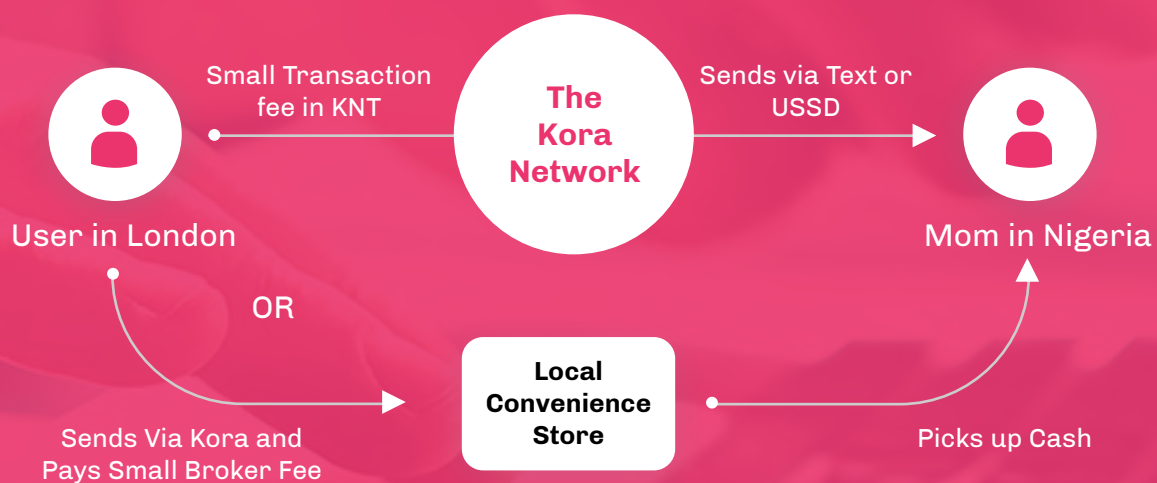 Small Transaction
fee in KNT
The
Kora
Network
Sends via Text or
USSD
User in London
Mom in Nigeria
OR
Local
Convenience
Store
Sends Via Kora and
Pays Small Broker Fee
Picks up Cash